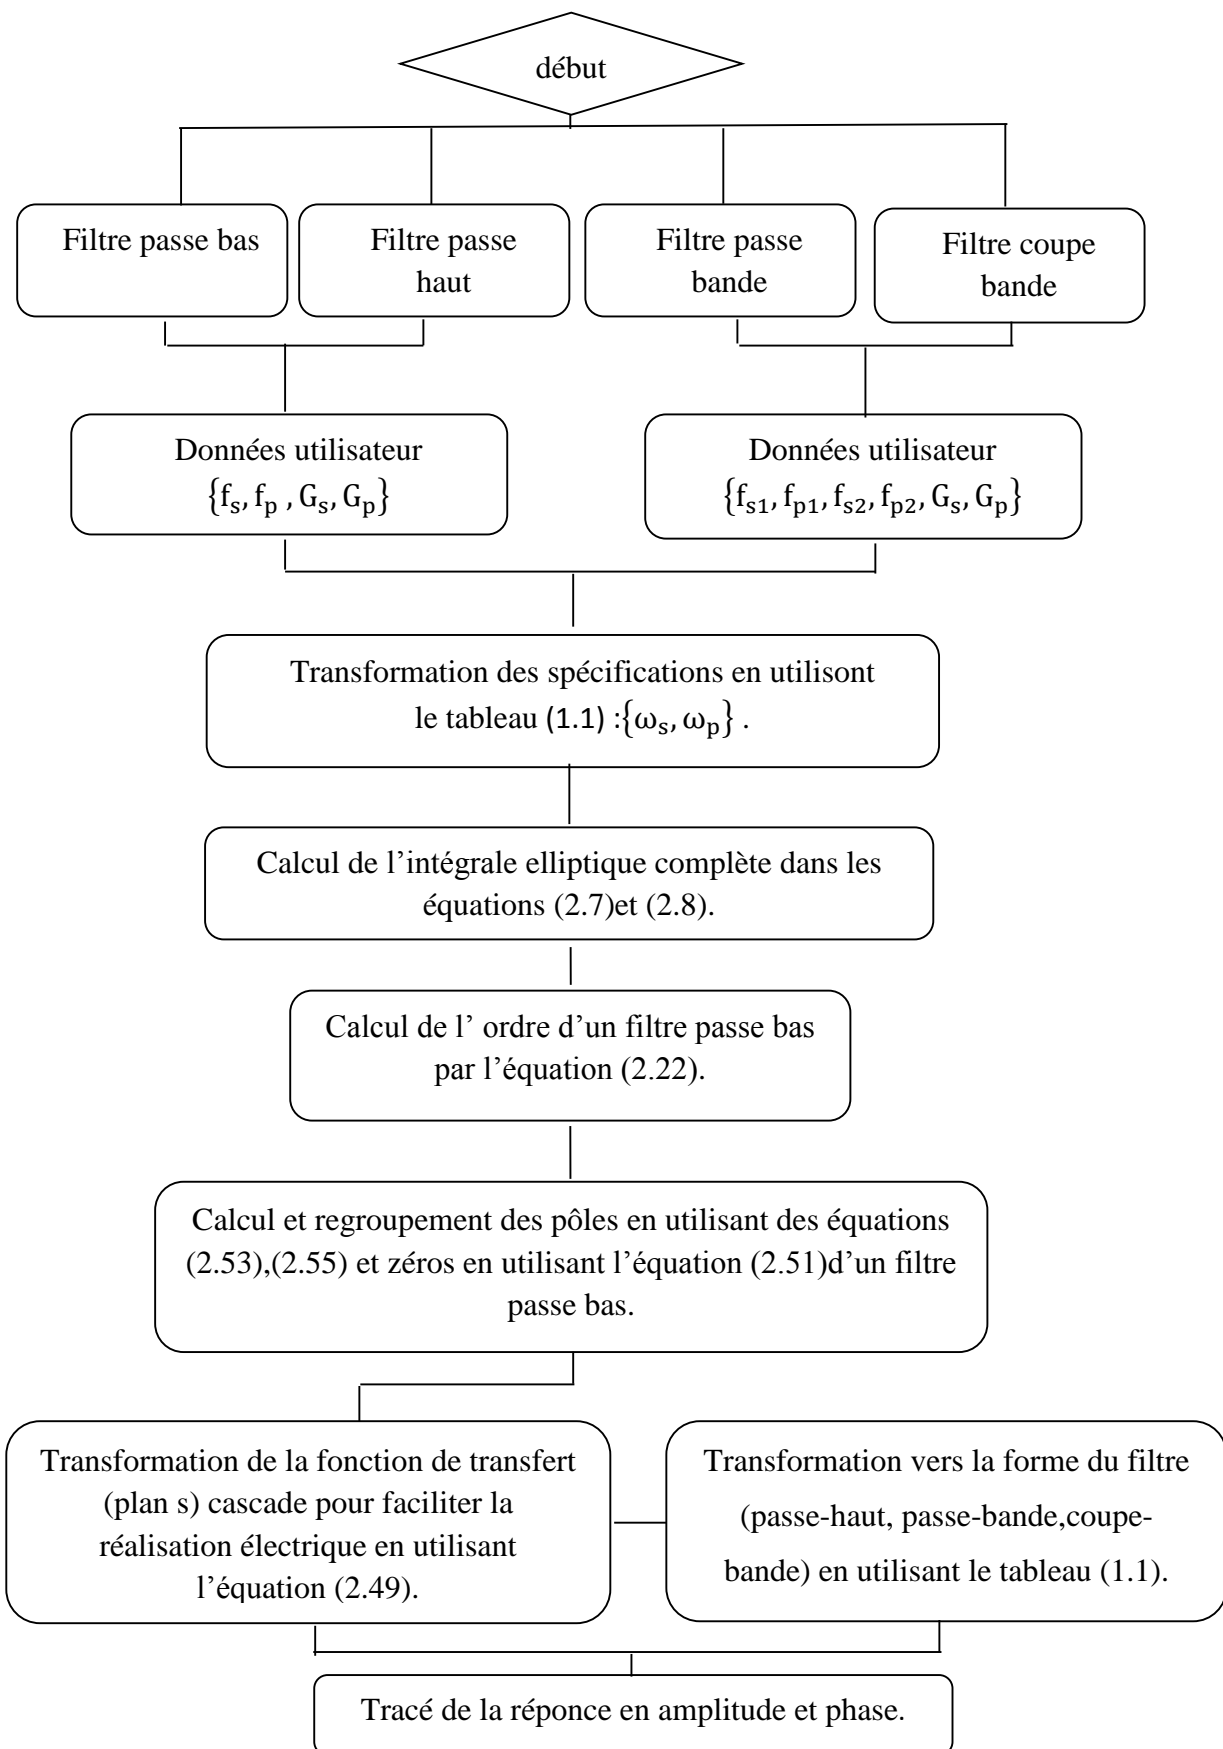 début
Filtre passe bas
Filtre passe
haut
Filtre passe
bande
Filtre coupe
bande
Données utilisateur
{f_s, f_p , G_s, G_p}
Données utilisateur
{f_s1, f_p1, f_s2, f_p2, G_s, G_p}
Transformation des spécifications en utilisont
le tableau (1.1) :{ω_s, ω_p} .
Calcul de l’intégrale elliptique complète dans les
équations (2.7)et (2.8).
Calcul de l’ ordre d’un filtre passe bas
par l’équation (2.22).
Calcul et regroupement des pôles en utilisant des équations
(2.53),(2.55) et zéros en utilisant l’équation (2.51)d’un filtre
passe bas.
Transformation de la fonction de transfert
(plan s) cascade pour faciliter la
réalisation électrique en utilisant
l’équation (2.49).
Transformation vers la forme du filtre
(passe-haut, passe-bande,coupe-
bande) en utilisant le tableau (1.1).
Tracé de la réponce en amplitude et phase.